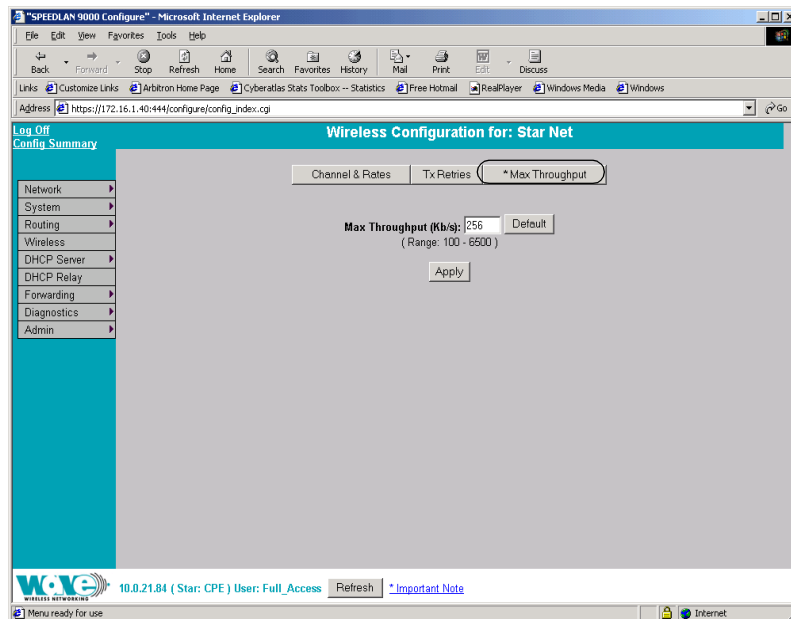 "SPEEDLAN 9000 Configure" - Microsoft Internet Explorer
File Edit View Favorites Tools Help
Back Forward Stop Refresh Home Search Favorites History Mail Print Edit Discuss
Links Customize Links Arbitron Home Page Cyberatlas Stats Toolbox -- Statistics Free Hotmail RealPlayer Windows Media Windows
Address https://172.16.1.40:444/configure/config_index.cgi Go
Log Off
Config Summary
Wireless Configuration for: Star Net
Channel & Rates Tx Retries * Max Throughput
Network
System
Routing
Wireless
DHCP Server
DHCP Relay
Forwarding
Diagnostics
Admin
Max Throughput (Kb/s): 256 Default
( Range: 100 - 6500 )
Apply
WAVE
WIRELESS NETWORKING
10.0.21.84 ( Star: CPE ) User: Full_Access Refresh * Important Note
Menu ready for use Internet